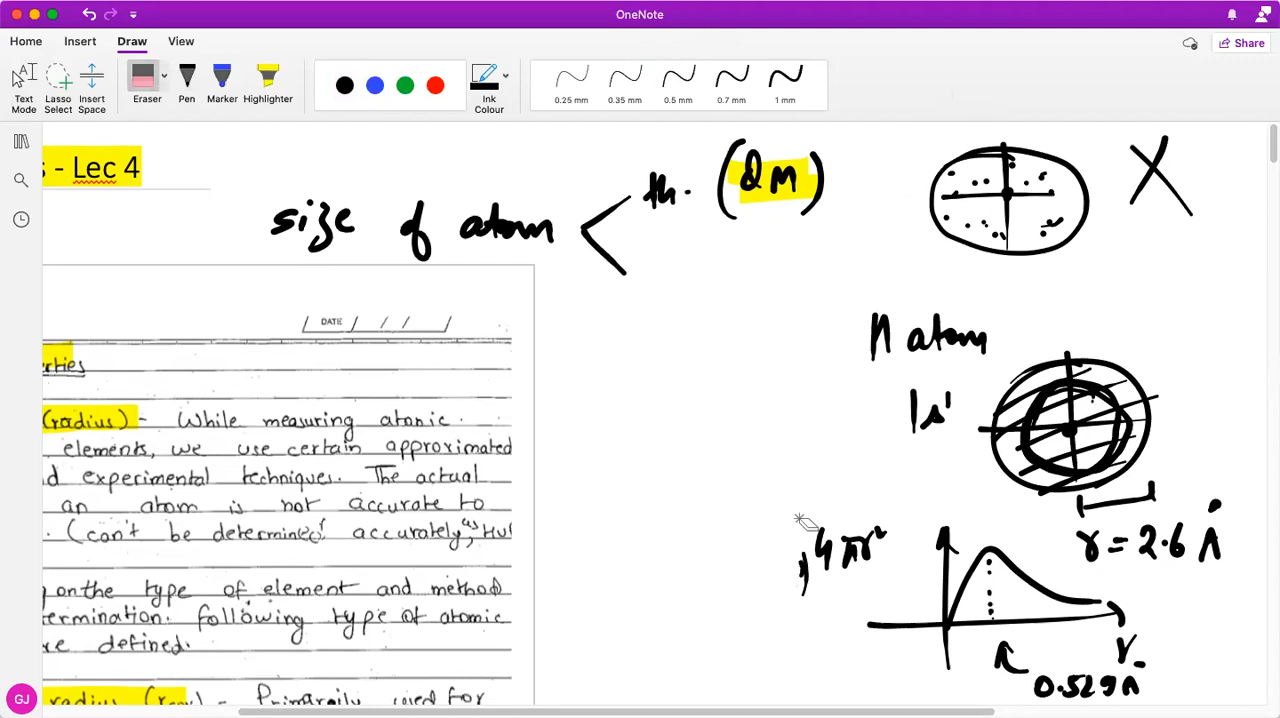 OneNote
Home Insert Draw View
Share
Text Mode
Lasso Select
Insert Space
Eraser
Pen
Marker
Highlighter
Ink Colour
0.25 mm 0.35 mm 0.5 mm 0.7 mm 1 mm
s - Lec 4
size of atom
th. (QM)
X
H atom
1s¹
r = 2.6 Å
4πr²
r
0.529 Å
DATE / / /
erties
(radius) - While measuring atomic
elements, we use certain approximated
d experimental techniques. The actual
an atom is not accurate to
. (can't be determined accurately, as Hu
g on the type of element and method
termination. Following type of atomic
re defined.
radius - Primarily used for
GJ